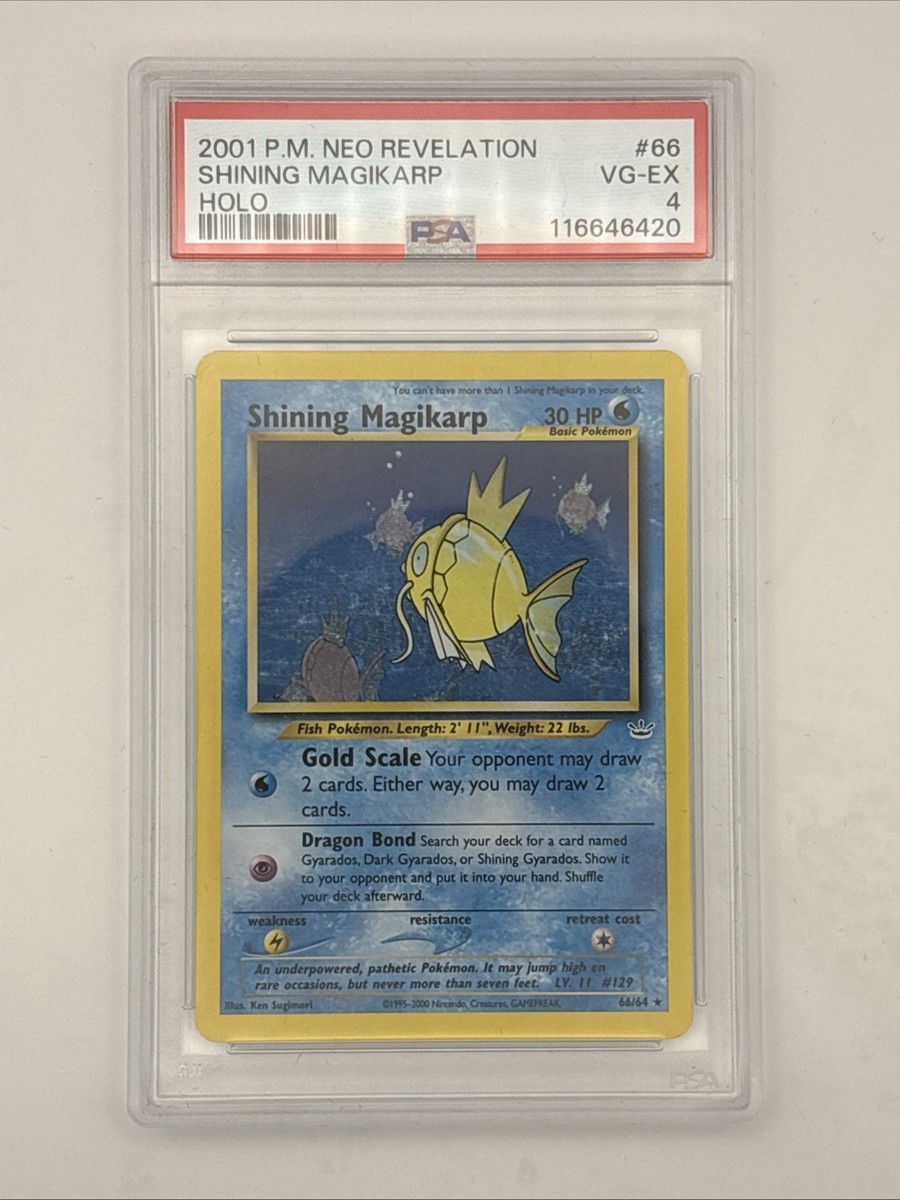 2001 P.M. NEO REVELATION #66
SHINING MAGIKARP VG-EX
HOLO 4
PSA 116646420
You can't have more than 1 Shining Magikarp in your deck.
Shining Magikarp 30 HP
Basic Pokémon
Fish Pokémon. Length: 2' 11", Weight: 22 lbs.
Gold Scale Your opponent may draw
2 cards. Either way, you may draw 2
cards.
Dragon Bond Search your deck for a card named
Gyarados, Dark Gyarados, or Shining Gyarados. Show it
to your opponent and put it into your hand. Shuffle
your deck afterward.
weakness resistance retreat cost
An underpowered, pathetic Pokémon. It may jump high on
rare occasions, but never more than seven feet. LV. 11 #129
Illus. Ken Sugimori ©1995-2000 Nintendo, Creatures, GAMEFREAK. 66/64 ★
PSA